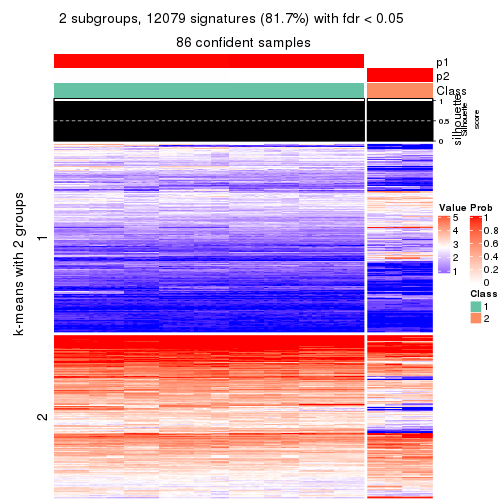 2 subgroups, 12079 signatures (81.7%) with fdr < 0.05
86 confident samples
p1
p2
Class
1
0.5
0
silhouette
Silhouette
score
k-means with 2 groups
1
2
Value
5
4
3
2
1
Prob
1
0.8
0.6
0.4
0.2
0
Class
1
2